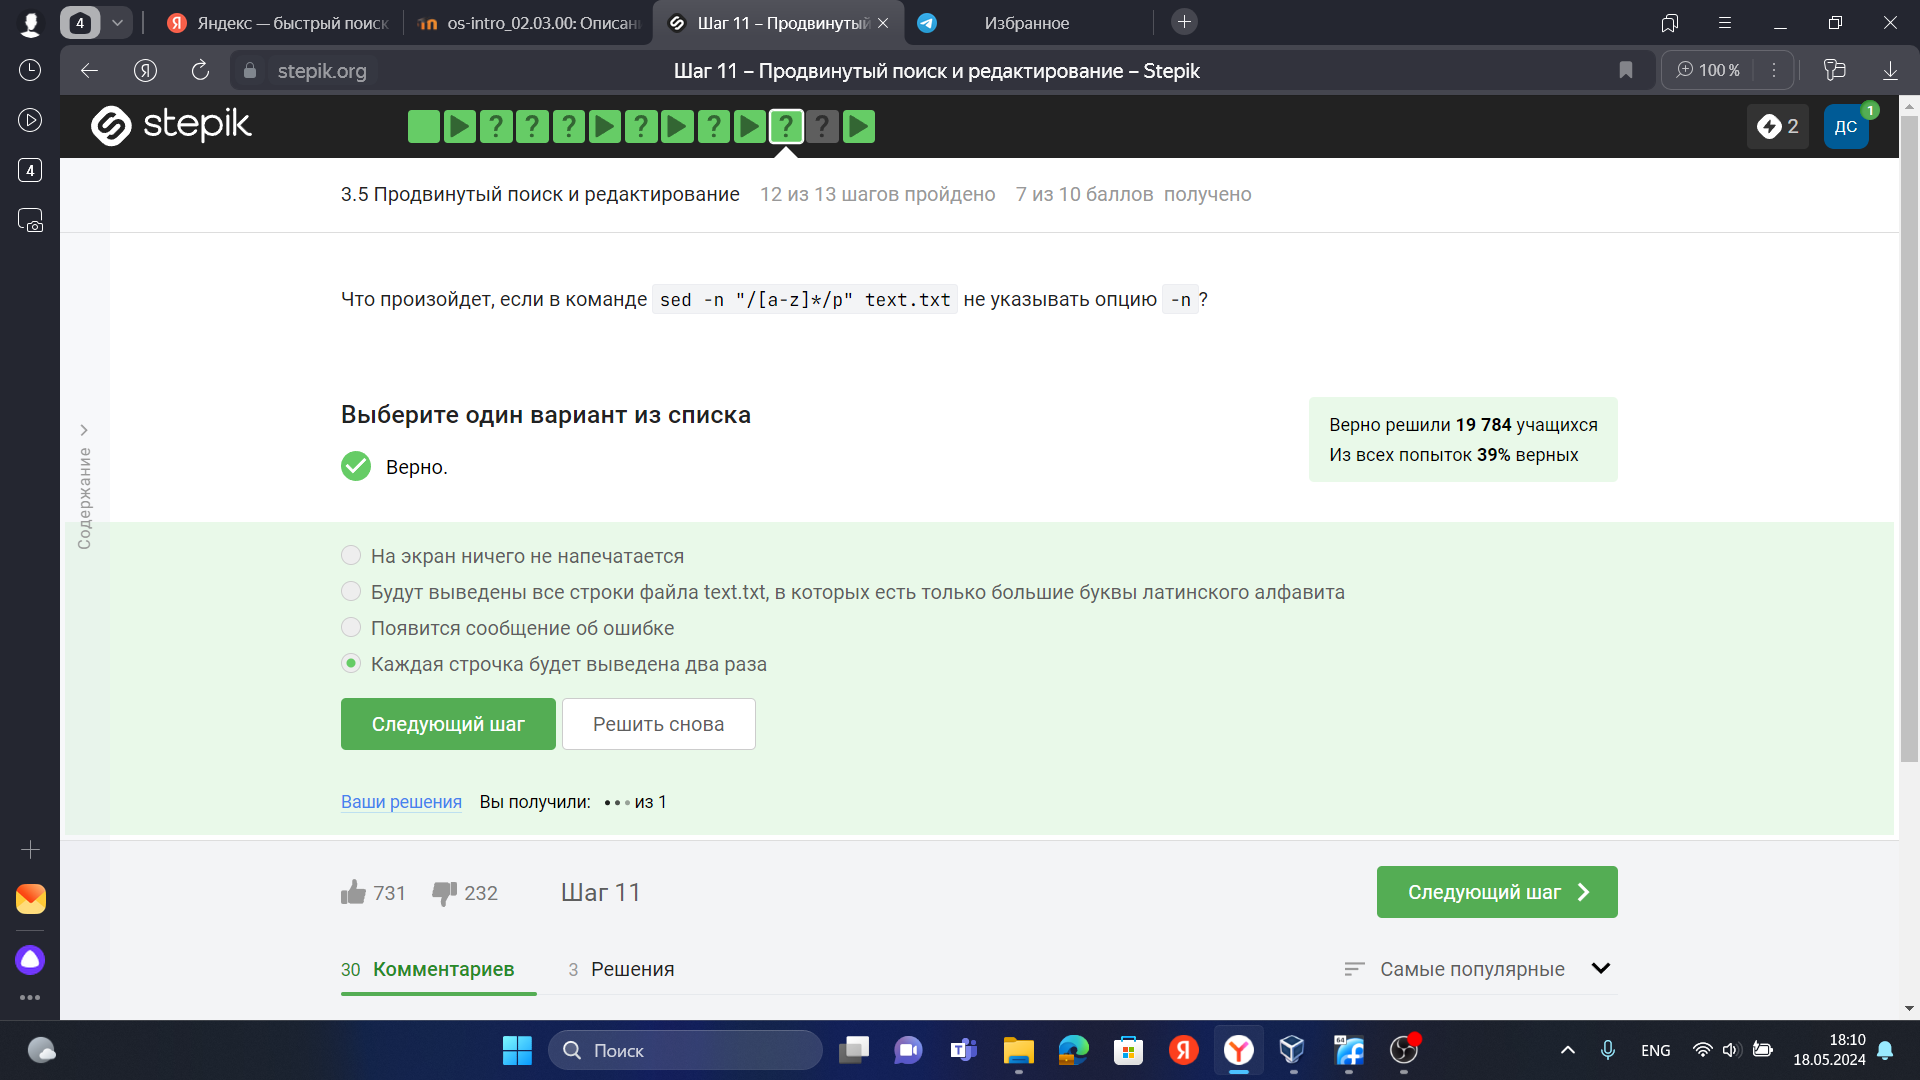 4 Яндекс — быстрый поиск os-intro_02.03.00: Описан Шаг 11 – Продвинутый Избранное
stepik.org Шаг 11 – Продвинутый поиск и редактирование – Stepik 100 %
4
stepik ? ? ? ? ? ? ? 2 ДС 1
3.5 Продвинутый поиск и редактирование 12 из 13 шагов пройдено 7 из 10 баллов получено
Что произойдет, если в команде sed -n "/[a-z]*/p" text.txt не указывать опцию -n?
Содержание
Выберите один вариант из списка
Верно.
Верно решили 19 784 учащихся
Из всех попыток 39% верных
На экран ничего не напечатается
Будут выведены все строки файла text.txt, в которых есть только большие буквы латинского алфавита
Появится сообщение об ошибке
Каждая строчка будет выведена два раза
Следующий шаг Решить снова
Ваши решения Вы получили: из 1
731 232 Шаг 11 Следующий шаг
30 Комментариев 3 Решения Самые популярные
Поиск ENG 18:10
18.05.2024